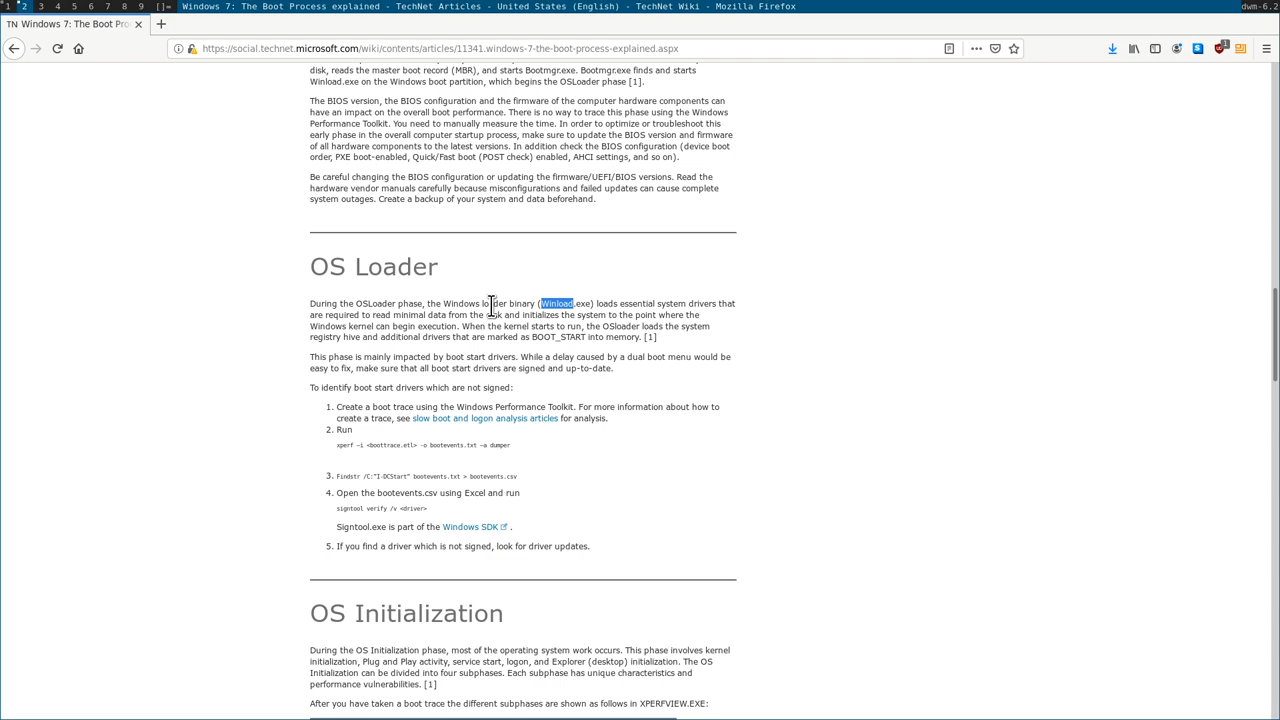 1 2 3 4 5 6 7 8 9 []= Windows 7: The Boot Process explained - TechNet Articles - United States (English) - TechNet Wiki - Mozilla Firefox dwm-6.2
TN Windows 7: The Boot Pro
https://social.technet.microsoft.com/wiki/contents/articles/11341.windows-7-the-boot-process-explained.aspx
disk, reads the master boot record (MBR), and starts Bootmgr.exe. Bootmgr.exe finds and starts
Winload.exe on the Windows boot partition, which begins the OSLoader phase [1].
The BIOS version, the BIOS configuration and the firmware of the computer hardware components can
have an impact on the overall boot performance. There is no way to trace this phase using the Windows
Performance Toolkit. You need to manually measure the time. In order to optimize or troubleshoot this
early phase in the overall computer startup process, make sure to update the BIOS version and firmware
of all hardware components to the latest versions. In addition check the BIOS configuration (device boot
order, PXE boot-enabled, Quick/Fast boot (POST check) enabled, AHCI settings, and so on).
Be careful changing the BIOS configuration or updating the firmware/UEFI/BIOS versions. Read the
hardware vendor manuals carefully because misconfigurations and failed updates can cause complete
system outages. Create a backup of your system and data beforehand.
OS Loader
During the OSLoader phase, the Windows loader binary (Winload.exe) loads essential system drivers that
are required to read minimal data from the disk and initializes the system to the point where the
Windows kernel can begin execution. When the kernel starts to run, the OSloader loads the system
registry hive and additional drivers that are marked as BOOT_START into memory. [1]
This phase is mainly impacted by boot start drivers. While a delay caused by a dual boot menu would be
easy to fix, make sure that all boot start drivers are signed and up-to-date.
To identify boot start drivers which are not signed:
1. Create a boot trace using the Windows Performance Toolkit. For more information about how to
create a trace, see slow boot and logon analysis articles for analysis.
2. Run
xperf –i <boottrace.etl> -o bootevents.txt –a dumper
3. Findstr /C:"I-DCStart" bootevents.txt > bootevents.csv
4. Open the bootevents.csv using Excel and run
signtool verify /v <driver>
Signtool.exe is part of the Windows SDK .
5. If you find a driver which is not signed, look for driver updates.
OS Initialization
During the OS Initialization phase, most of the operating system work occurs. This phase involves kernel
initialization, Plug and Play activity, service start, logon, and Explorer (desktop) initialization. The OS
Initialization can be divided into four subphases. Each subphase has unique characteristics and
performance vulnerabilities. [1]
After you have taken a boot trace the different subphases are shown as follows in XPERFVIEW.EXE: